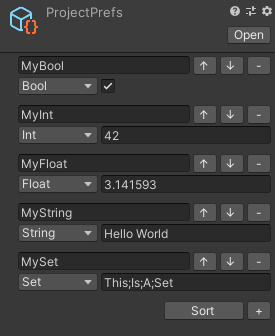 ProjectPrefs
Open
MyBool
Bool
MyInt
Int 42
MyFloat
Float 3.141593
MyString
String Hello World
MySet
Set This;Is;A;Set
Sort +